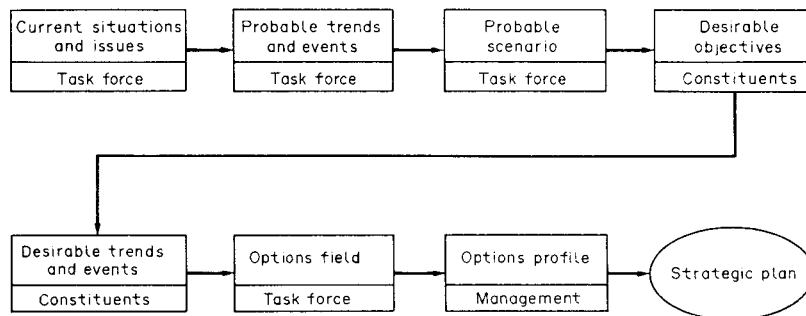 Current situations
and issues
Task force
Probable trends
and events
Task force
Probable
scenario
Task force
Desirable
objectives
Constituents
Desirable trends
and events
Constituents
Options field
Task force
Options profile
Management
Strategic plan